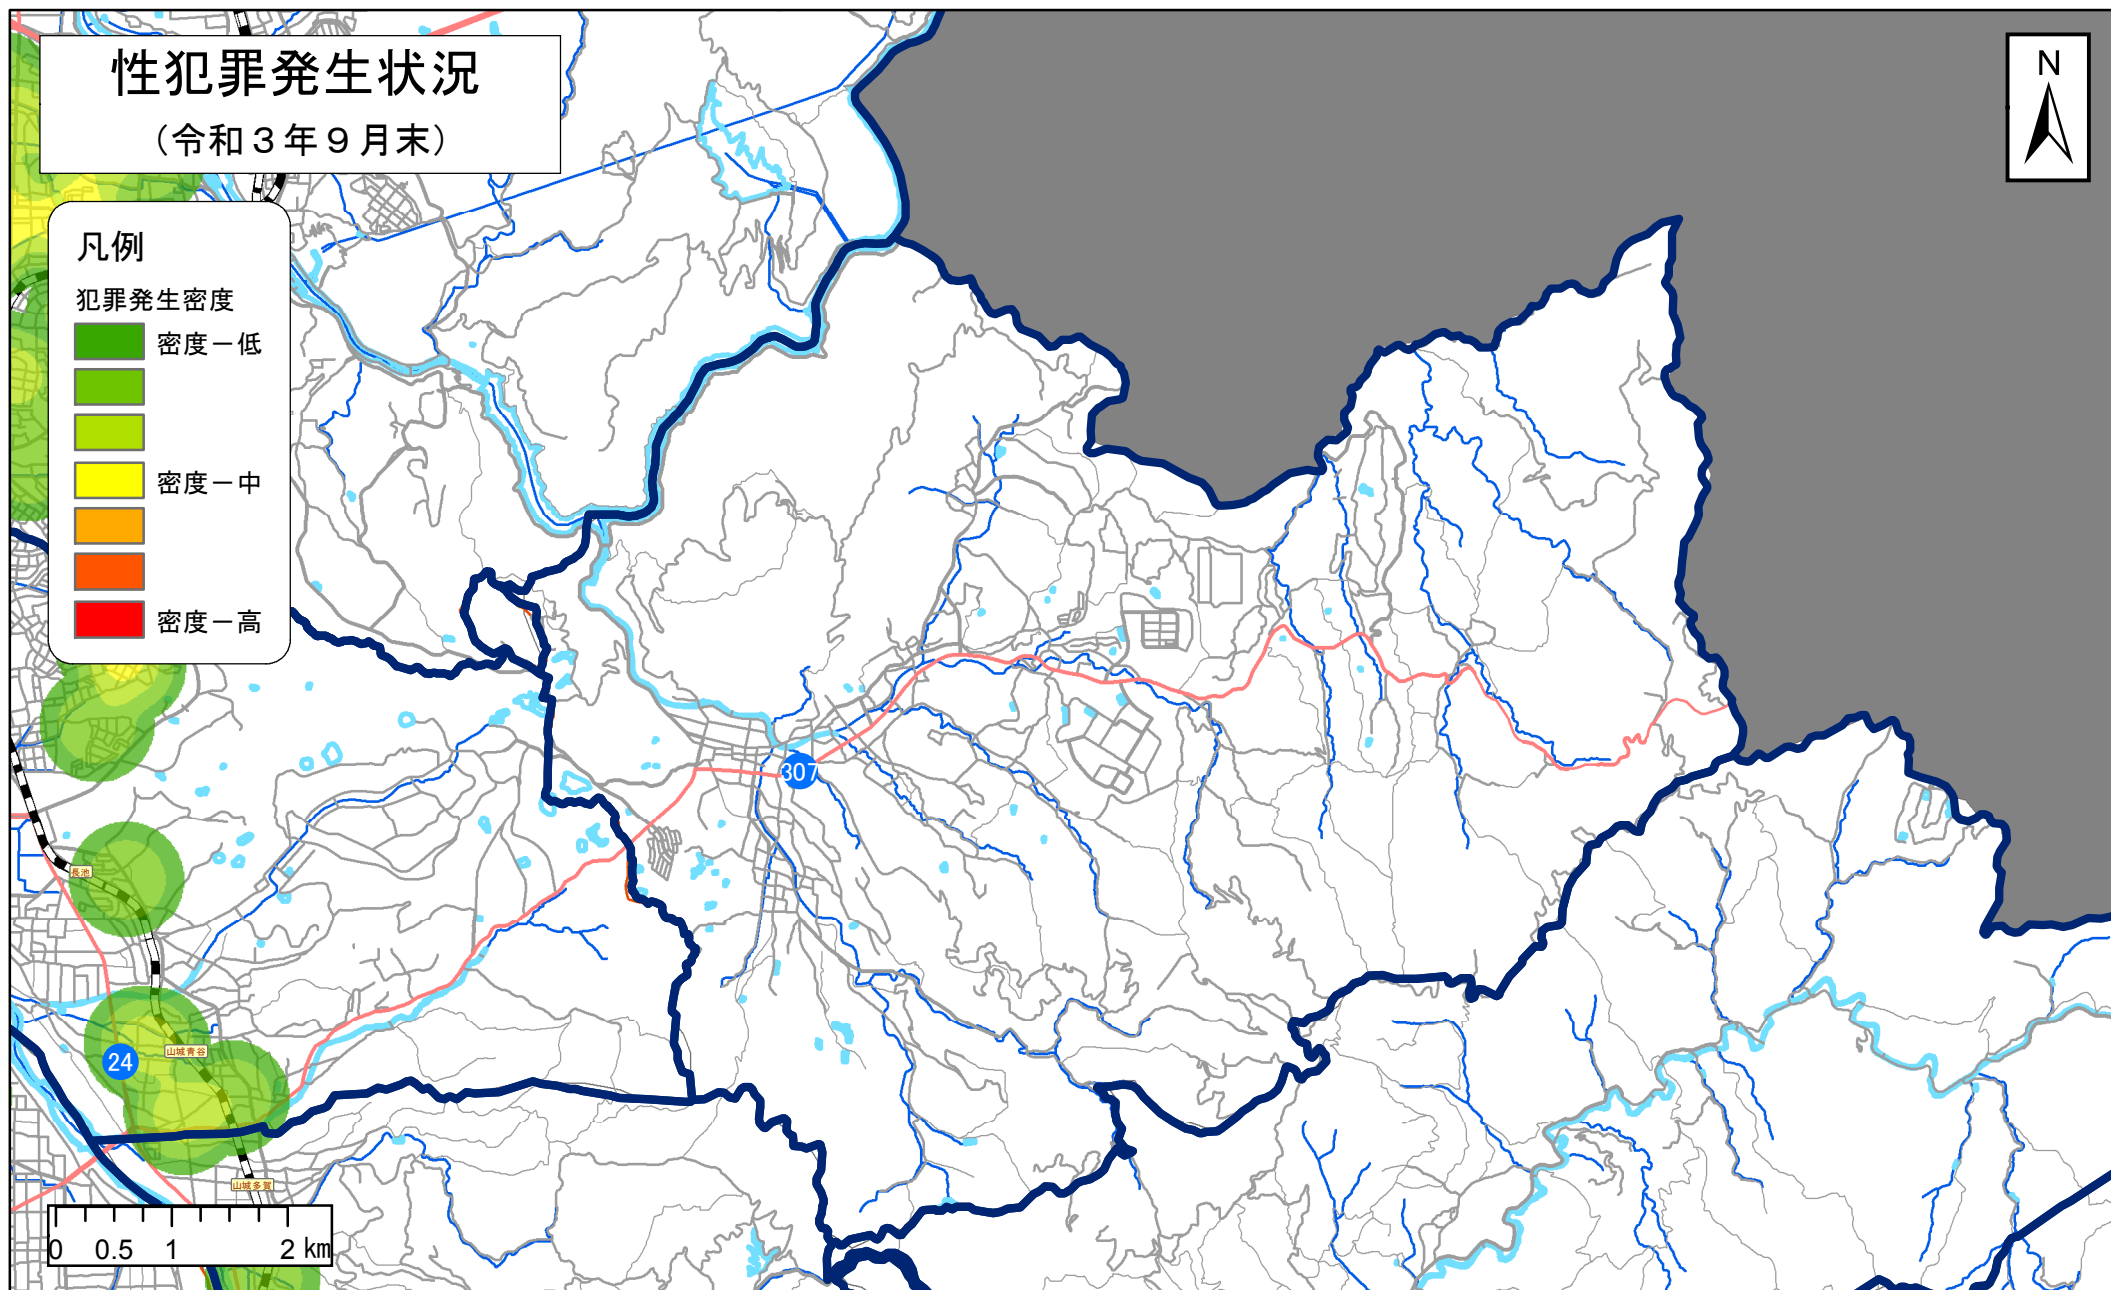 性犯罪発生状況
（令和３年９月末）
N
凡例
犯罪発生密度
密度－低
密度－中
密度－高
307
長池
山城青谷
24
山城多賀
0 0.5 1 2 km